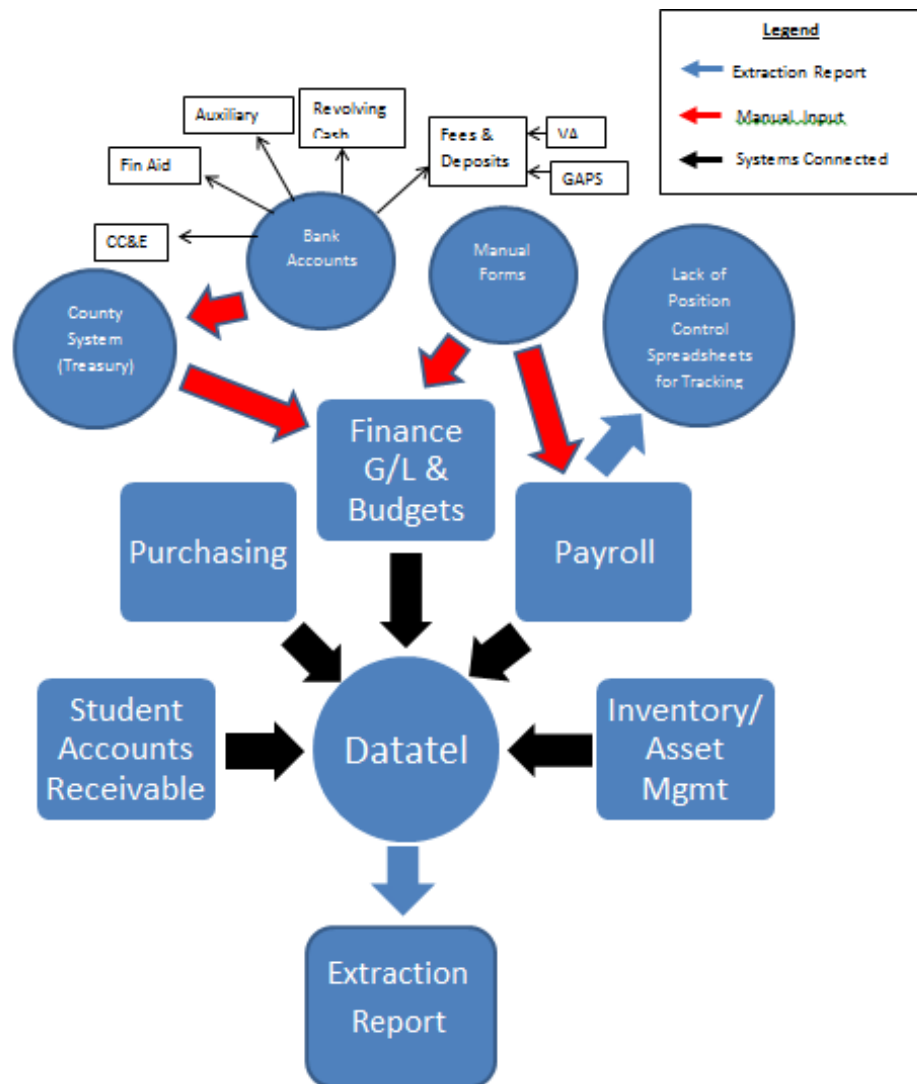 Legend
Extraction Report
Manual Input
Systems Connected
Auxiliary
Revolving
Cash
Fees &
Deposits
VA
GAPS
Fin Aid
CC&E
Bank
Accounts
Manual
Forms
Lack of
Position
Control
Spreadsheets
for Tracking
County
System
(Treasury)
Finance
G/L &
Budgets
Purchasing
Payroll
Student
Accounts
Receivable
Datatel
Inventory/
Asset
Mgmt
Extraction
Report